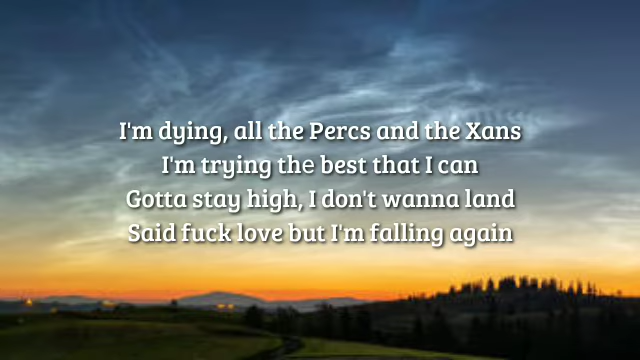 I'm dying, all the Percs and the Xans
I'm trying the best that I can
Gotta stay high, I don't wanna land
Said fuck love but I'm falling again